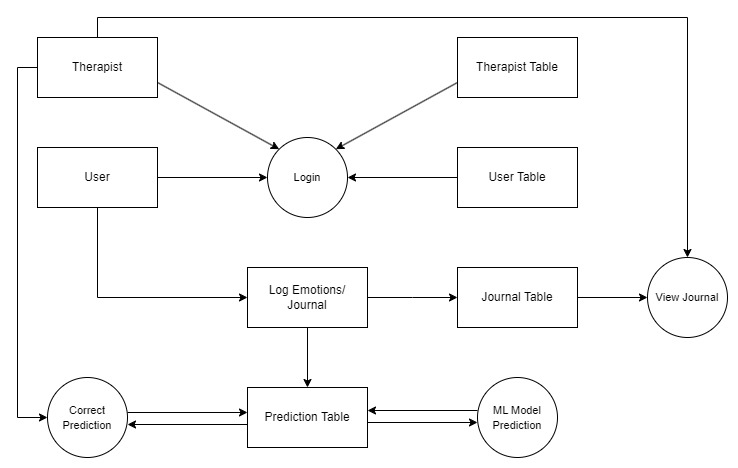 Therapist
Therapist Table
User
Login
User Table
Log Emotions/
Journal
Journal Table
View Journal
Correct
Prediction
Prediction Table
ML Model
Prediction